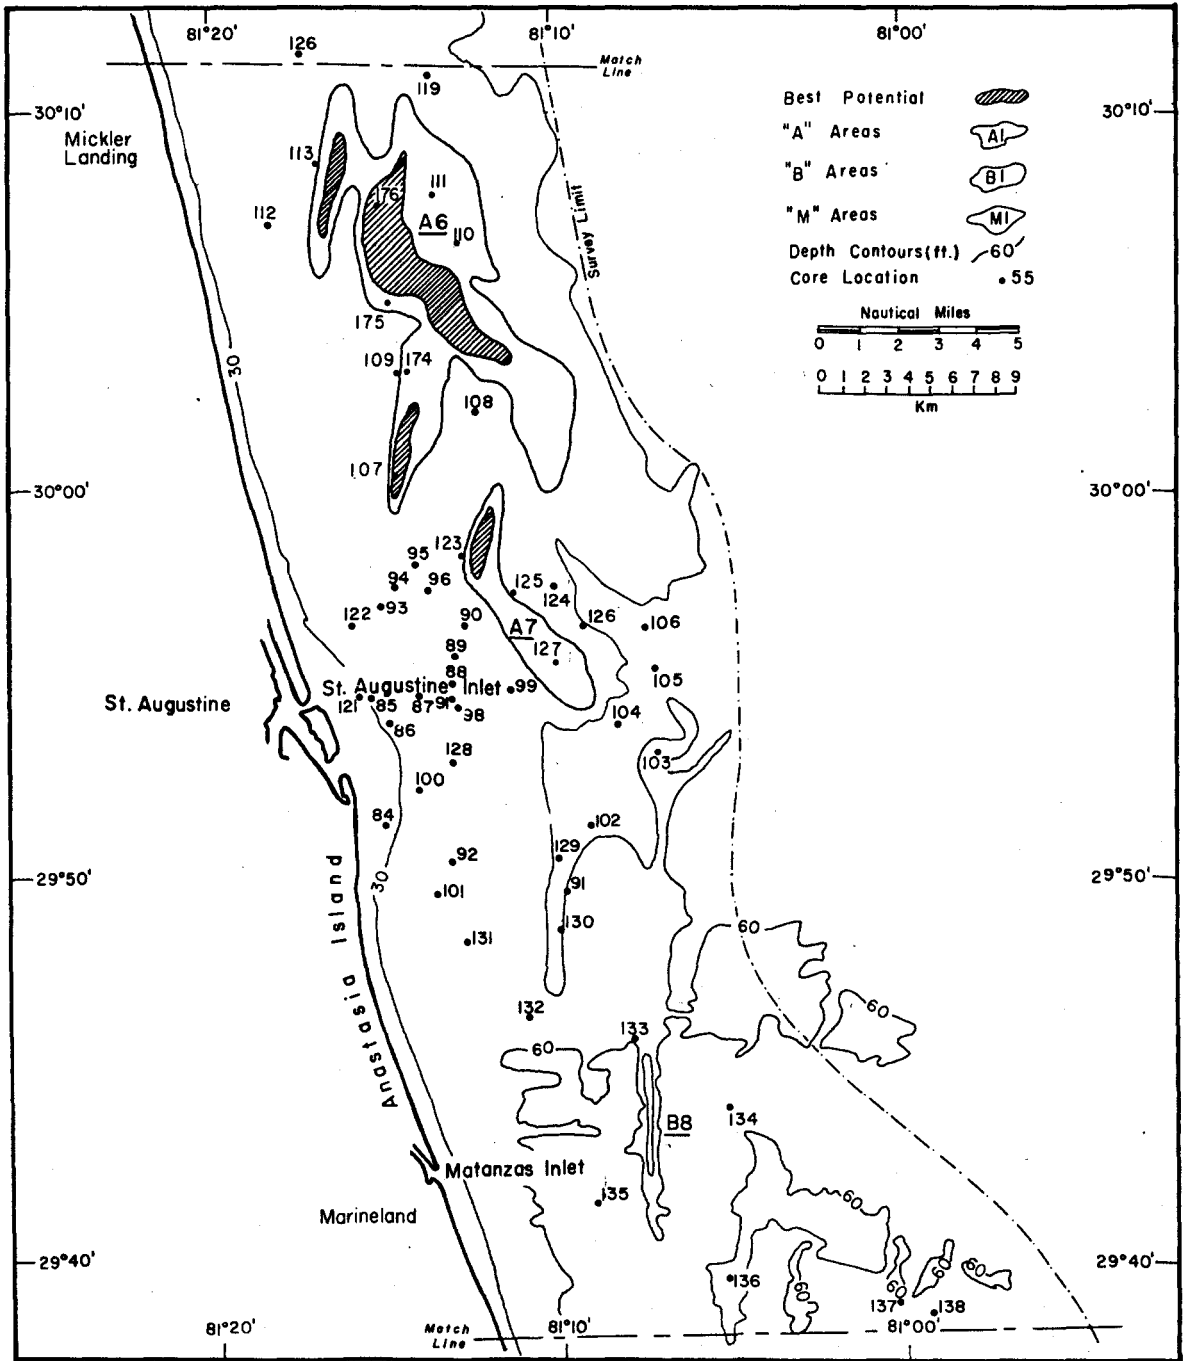 81°20'
81°10'
81°00'
126
Match
Line
119
30°10'
30°10'
Best Potential
"A" Areas
A1
"B" Areas
B1
"M" Areas
M1
Depth Contours(ft.)
60
Core Location
55
Nautical Miles
0 1 2 3 4 5
0 1 2 3 4 5 6 7 8 9
Km
Mickler
Landing
113
111
176
112
A6
110
Survey Limit
175
30
109
174
108
107
30°00'
30°00'
123
95
94
96
125
124
93
122
90
A7
126
106
89
127
88
105
St. Augustine Inlet
99
St. Augustine
121
85
87
91
98
86
104
128
103
100
84
102
92
129
29°50'
29°50'
30
101
91
130
131
Anastasia Island
60
60
132
133
60
134
B8
Matanzas Inlet
135
60
Marineland
29°40'
29°40'
136
60
60
60
60
137
138
81°20'
Match
Line
81°10'
81°00'